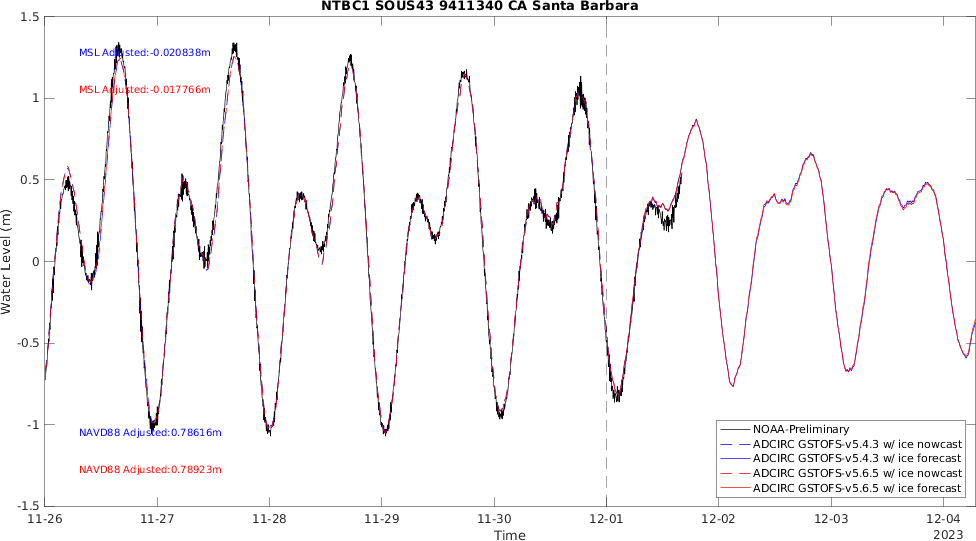 NTBC1 SOUS43 9411340 CA Santa Barbara
1.5
1
0.5
0
-0.5
-1
-1.5
Water Level (m)
MSL Adjusted:-0.020838m
MSL Adjusted:-0.017766m
NAVD88 Adjusted:0.78616m
NAVD88 Adjusted:0.78923m
NOAA-Preliminary
ADCIRC GSTOFS-v5.4.3 w/ ice nowcast
ADCIRC GSTOFS-v5.4.3 w/ ice forecast
ADCIRC GSTOFS-v5.6.5 w/ ice nowcast
ADCIRC GSTOFS-v5.6.5 w/ ice forecast
11-26 11-27 11-28 11-29 11-30 12-01 12-02 12-03 12-04
Time
2023